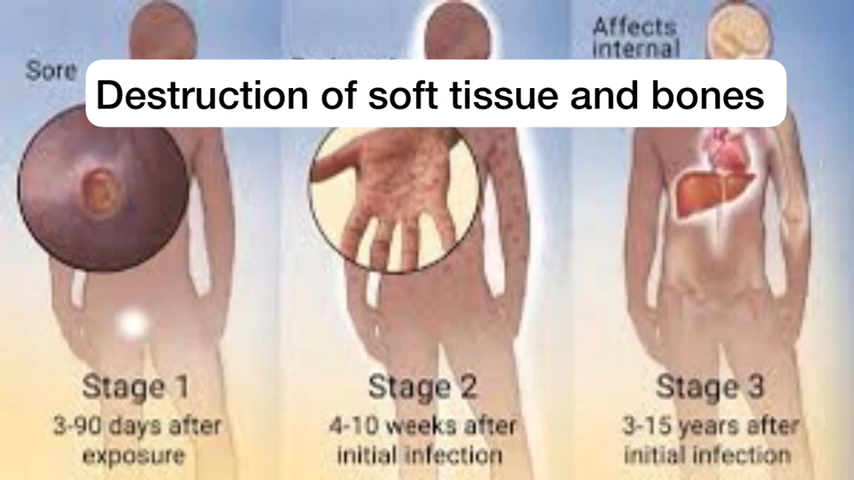 Sore
Affects
internal
Destruction of soft tissue and bones
Stage 1
3-90 days after
exposure
Stage 2
4-10 weeks after
initial infection
Stage 3
3-15 years after
initial infection